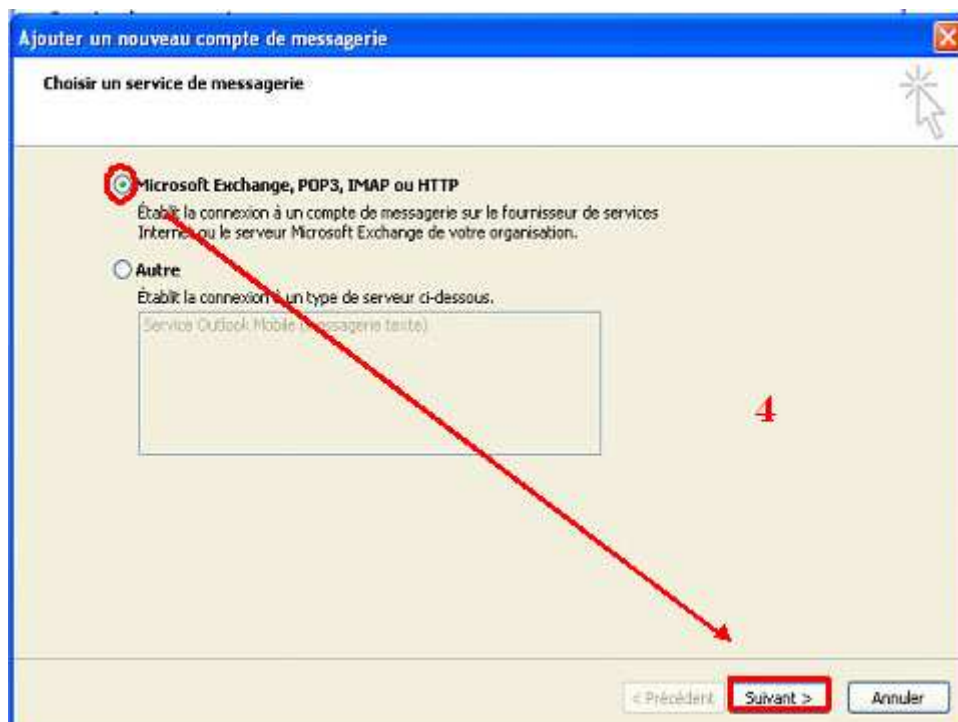 Ajouter un nouveau compte de messagerie
Choisir un service de messagerie
Microsoft Exchange, POP3, IMAP ou HTTP
Établit la connexion à un compte de messagerie sur le fournisseur de services
Internet ou le serveur Microsoft Exchange de votre organisation.
Autre
Établit la connexion à un type de serveur ci-dessous.
Service Outlook Mobile (messagerie texte)
4
< Précédent
Suivant >
Annuler